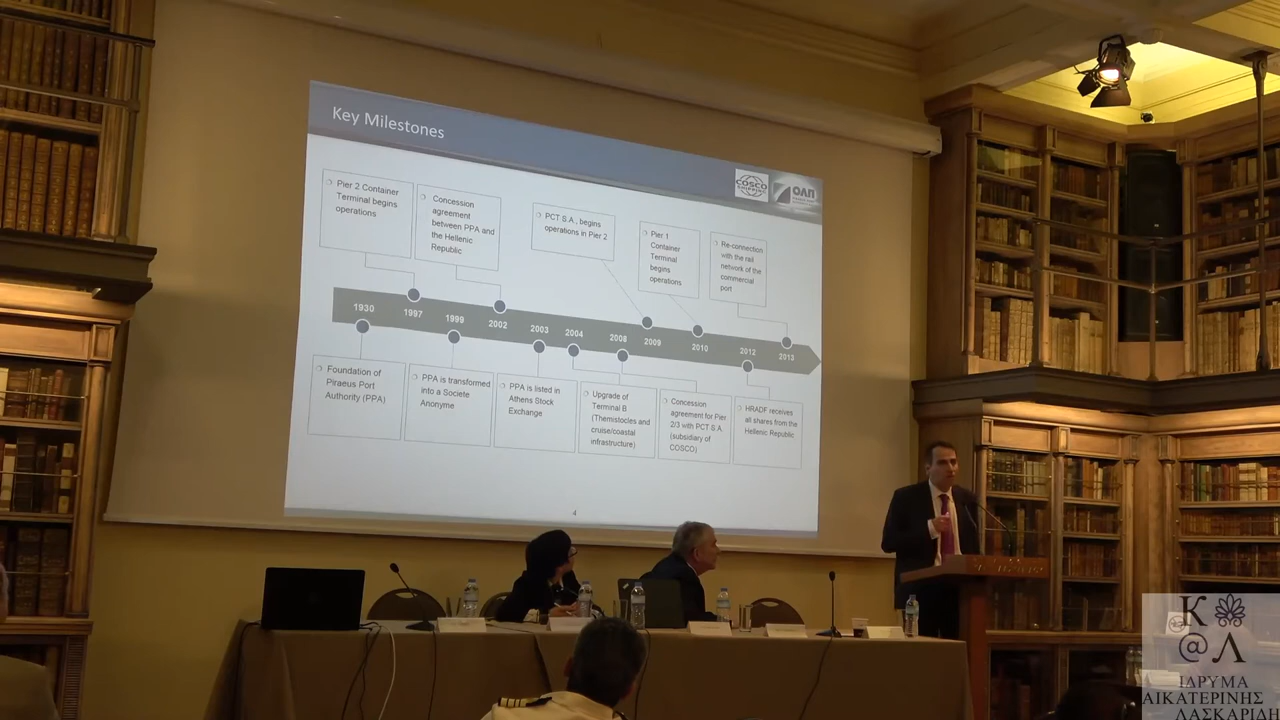 Key Milestones
COSCO
SHIPPING
ΟΛΠ
Pier 2 Container
Terminal begins
operations
Concession
agreement
between PPA and
the Hellenic
Republic
PCT S.A., begins
operations in Pier 2
Pier 1
Container
Terminal
begins
operations
Re-connection
with the rail
network of the
commercial
port
1930
1997
1999
2002
2003
2004
2008
2009
2010
2012
2013
Foundation of
Piraeus Port
Authority (PPA)
PPA is transformed
into a Societe
Anonyme
PPA is listed in
Athens Stock
Exchange
Upgrade of
Terminal B
(Themistocles and
cruise/coastal
infrastructure)
Concession
agreement for Pier
2/3 with PCT S.A.
(subsidiary of
COSCO)
HRADF receives
all shares from the
Hellenic Republic
4
Κ
@ Λ
ΙΔΡΥΜΑ
ΑΙΚΑΤΕΡΙΝΗΣ
ΛΑΣΚΑΡΙΔΗ